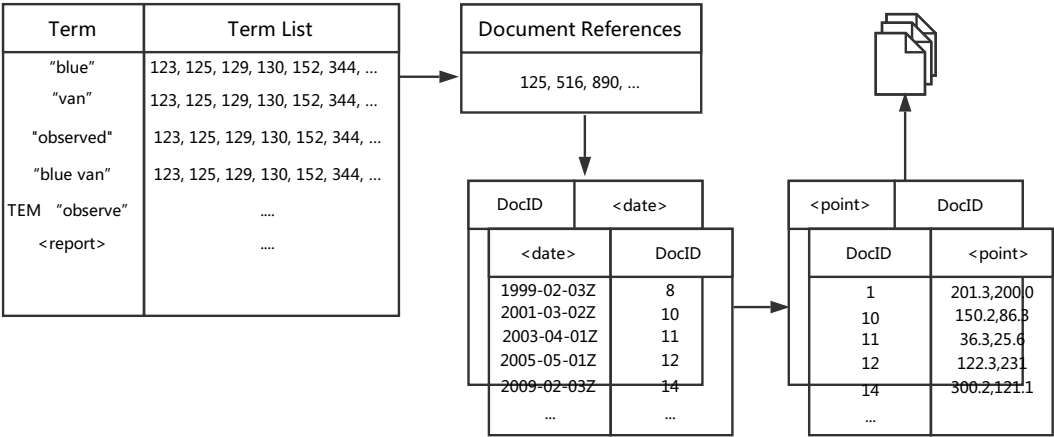 Term Term List
"blue" 123, 125, 129, 130, 152, 344, ...
"van" 123, 125, 129, 130, 152, 344, ...
"observed" 123, 125, 129, 130, 152, 344, ...
"blue van" 123, 125, 129, 130, 152, 344, ...
TEM "observe" ....
<report> ....
Document References
125, 516, 890, ...
DocID <date>
<date> DocID
1999-02-03Z 8
2001-03-02Z 10
2003-04-01Z 11
2005-05-01Z 12
2009-02-03Z 14
... ...
<point> DocID
DocID <point>
1 201.3,200.0
10 150.2,86.3
11 36.3,25.6
12 122.3,231
14 300.2,121.1
...